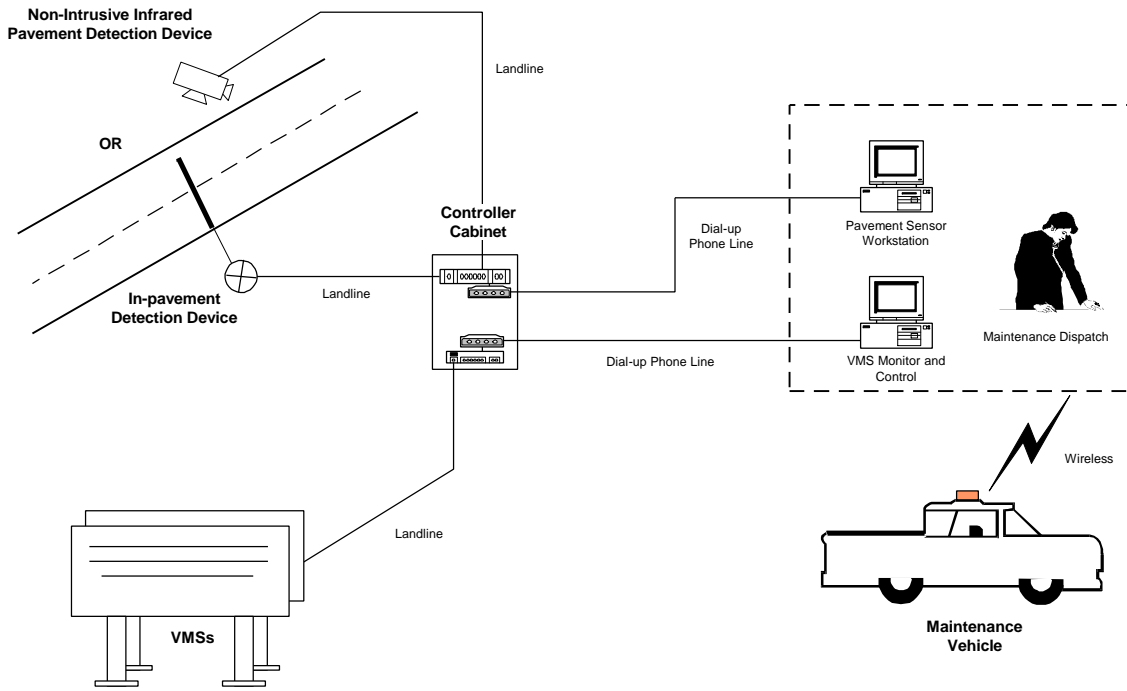 Non-Intrusive Infrared
Pavement Detection Device
Landline
OR
Controller
Cabinet
Dial-up
Phone Line
Pavement Sensor
Workstation
In-pavement
Detection Device
Landline
Maintenance Dispatch
Dial-up Phone Line
VMS Monitor and
Control
Wireless
Landline
VMSs
Maintenance
Vehicle